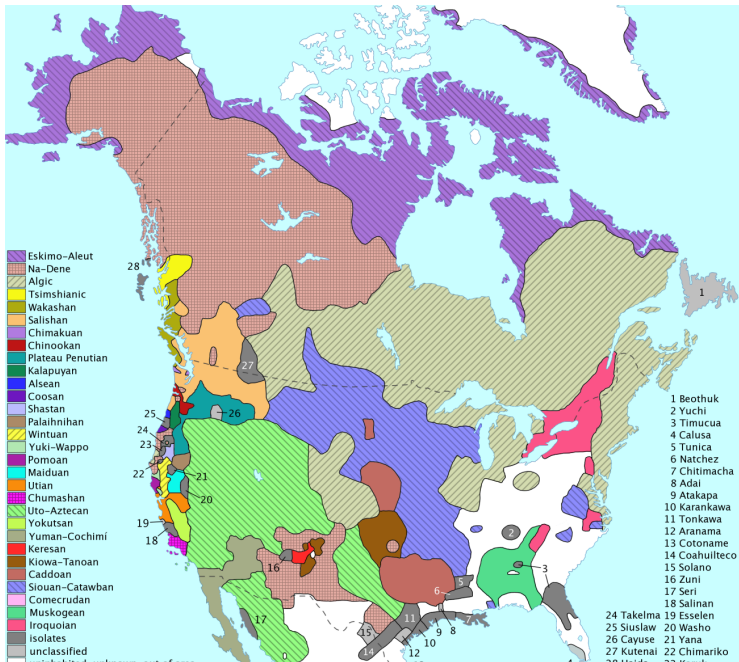 28
1
27
26
25
24
23
22
21
20
19
18
17
16
15
14
13
12
11
10
9
8
7
6
5
4
3
2
Eskimo-Aleut
Na-Dene
Algic
Tsimshianic
Wakashan
Salishan
Chimakuan
Chinookan
Plateau Penutian
Kalapuyan
Alsean
Coosan
Shastan
Palaihnihan
Wintuan
Yuki-Wappo
Pomoan
Maiduan
Utian
Chumashan
Uto-Aztecan
Yokutsan
Yuman-Cochimí
Keresan
Kiowa-Tanoan
Caddoan
Siouan-Catawban
Comecrudan
Muskogean
Iroquoian
isolates
unclassified
1 Beothuk
2 Yuchi
3 Timucua
4 Calusa
5 Tunica
6 Natchez
7 Chitimacha
8 Adai
9 Atakapa
10 Karankawa
11 Tonkawa
12 Aranama
13 Cotoname
14 Coahuilteco
15 Solano
16 Zuni
17 Seri
18 Salinan
24 Takelma 19 Esselen
25 Siuslaw 20 Washo
26 Cayuse 21 Yana
27 Kutenai 22 Chimariko